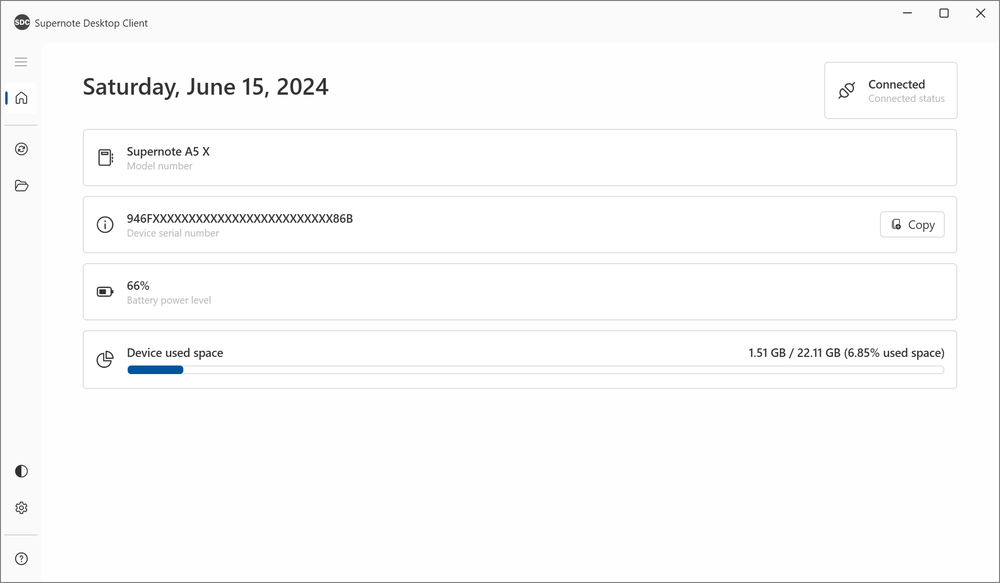 SDC Supernote Desktop Client
Saturday, June 15, 2024
Connected
Connected status
Supernote A5 X
Model number
946FXXXXXXXXXXXXXXXXXXXXXXXXX86B
Device serial number
Copy
66%
Battery power level
Device used space
1.51 GB / 22.11 GB (6.85% used space)